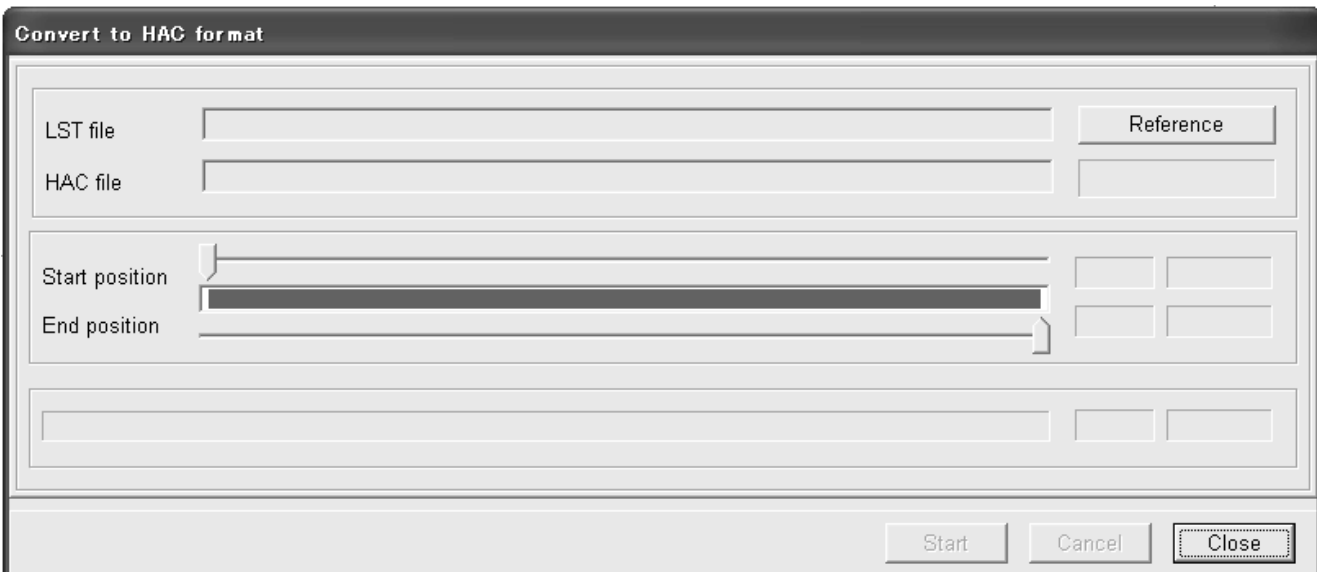 Convert to HAC format
LST file
Reference
HAC file
Start position
End position
Start Cancel Close